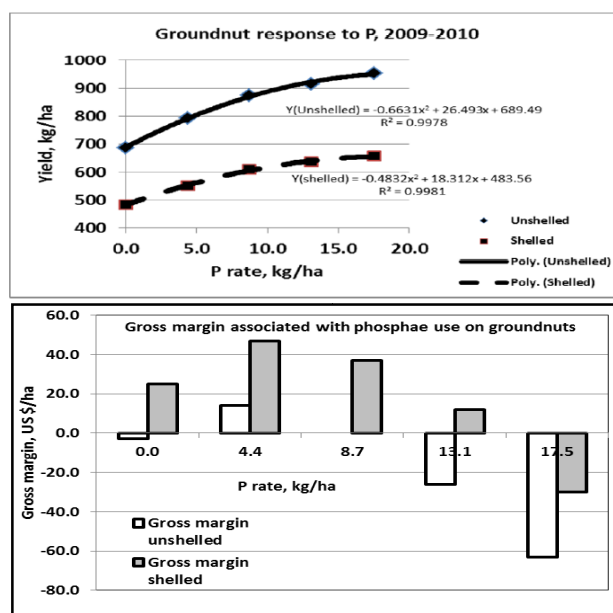 Groundnut response to P, 2009-2010
Yield, kg/ha
1000
900
800
700
600
500
400
Y(Unshelled) = -0.6631x² + 26.493x + 689.49
R² = 0.9978
Y(shelled) = -0.4832x² + 18.312x + 483.56
R² = 0.9981
0.0 5.0 10.0 15.0 20.0
P rate, kg/ha
Unshelled
Shelled
Poly. (Unshelled)
Poly. (Shelled)
Gross margin associated with phosphae use on groundnuts
Gross margin, US $/ha
60.0
40.0
20.0
0.0
-20.0
-40.0
-60.0
-80.0
0.0 4.4 8.7 13.1 17.5
P rate, kg/ha
Gross margin
unshelled
Gross margin
shelled